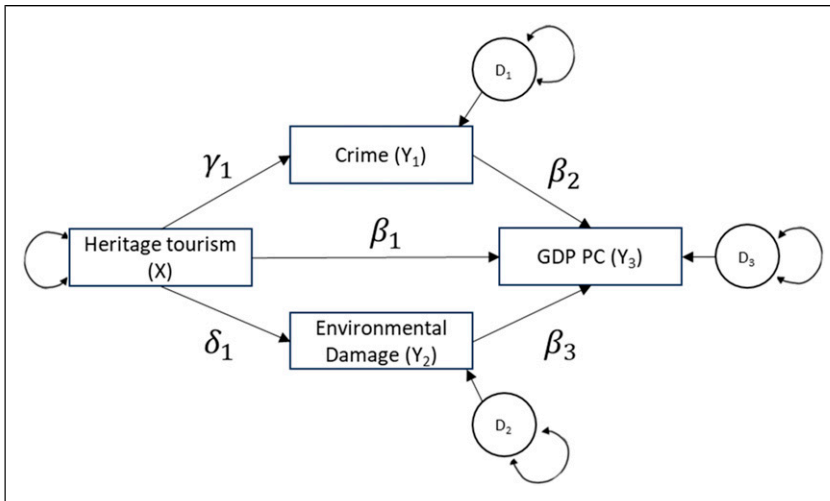 D₁
Crime (Y₁)
γ₁
β₂
Heritage tourism
(X)
β₁
GDP PC (Y₃)
D₃
δ₁
Environmental
Damage (Y₂)
β₃
D₂